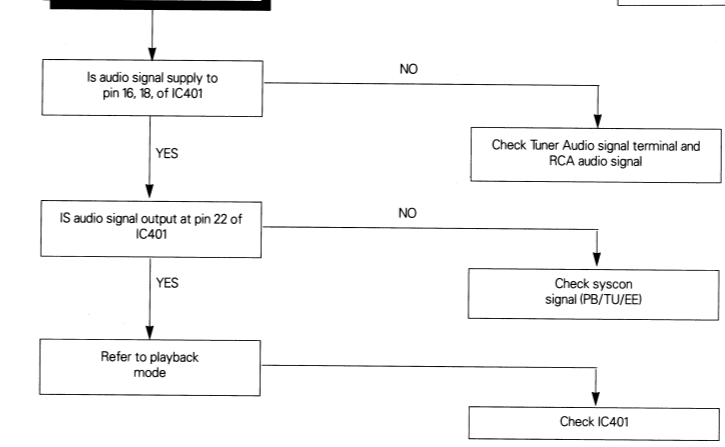 Is audio signal supply to
pin 16, 18, of IC401
NO
Check Tuner Audio signal terminal and
RCA audio signal
YES
IS audio signal output at pin 22 of
IC401
NO
Check syscon
signal (PB/TU/EE)
YES
Refer to playback
mode
Check IC401